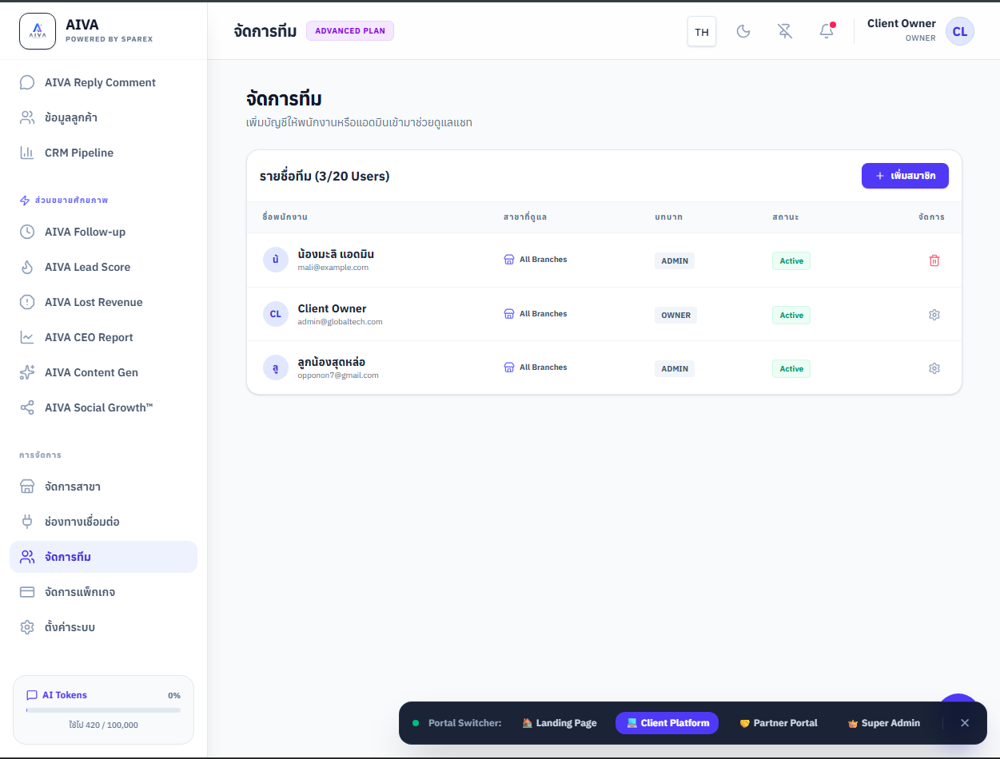 AIVA
AIVA
POWERED BY SPAREX
จัดการทีม
ADVANCED PLAN
TH
Client Owner
OWNER
CL
AIVA Reply Comment
ข้อมูลลูกค้า
CRM Pipeline
ส่วนขยายศักยภาพ
AIVA Follow-up
AIVA Lead Score
AIVA Lost Revenue
AIVA CEO Report
AIVA Content Gen
AIVA Social Growth™
การจัดการ
จัดการสาขา
ช่องทางเชื่อมต่อ
จัดการทีม
จัดการแพ็กเกจ
ตั้งค่าระบบ
AI Tokens 0%
ใช้ไป 420 / 100,000
จัดการทีม
เพิ่มบัญชีให้พนักงานหรือแอดมินเข้ามาช่วยดูแลแชท
รายชื่อทีม (3/20 Users)
เพิ่มสมาชิก
ชื่อพนักงาน สาขาที่ดูแล บทบาท สถานะ จัดการ
น้ น้องมะลิ แอดมิน All Branches ADMIN Active
mali@example.com
CL Client Owner All Branches OWNER Active
admin@globaltech.com
ลู ลูกน้องสุดหล่อ All Branches ADMIN Active
opponon7@gmail.com
Portal Switcher: Landing Page Client Platform Partner Portal Super Admin